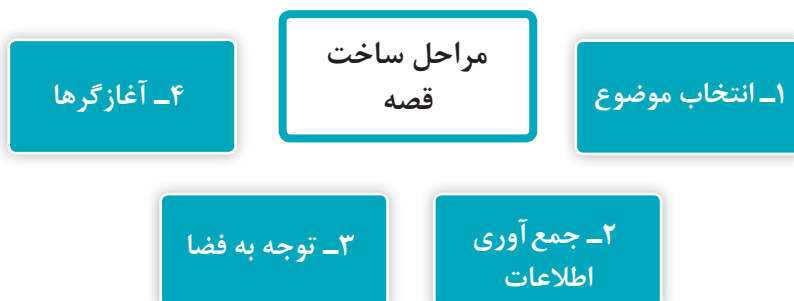 مراحل ساخت
قصه
۱ـ انتخاب موضوع
۲ـ جمع‌آوری
اطلاعات
۳ـ توجه به فضا
۴ـ آغازگرها